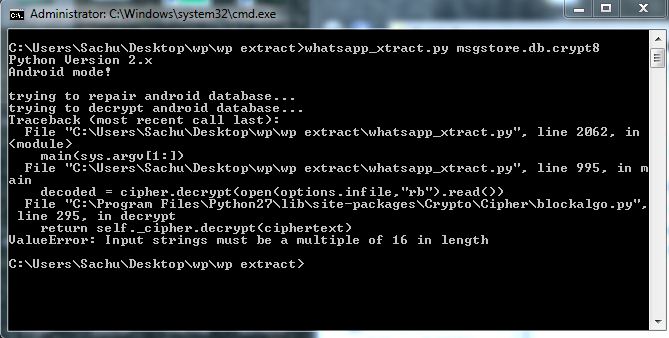 Administrator: C:\Windows\system32\cmd.exe
C:\Users\Sachu\Desktop\wp\wp extract>whatsapp_xtract.py msgstore.db.crypt8
Python Version 2.x
Android mode!
trying to repair android database...
trying to decrypt android database...
Traceback (most recent call last):
  File "C:\Users\Sachu\Desktop\wp\wp extract\whatsapp_xtract.py", line 2062, in
<module>
    main(sys.argv[1:])
  File "C:\Users\Sachu\Desktop\wp\wp extract\whatsapp_xtract.py", line 995, in m
ain
    decoded = cipher.decrypt(open(options.infile,"rb").read())
  File "C:\Program Files\Python27\lib\site-packages\Crypto\Cipher\blockalgo.py",
 line 295, in decrypt
    return self._cipher.decrypt(ciphertext)
ValueError: Input strings must be a multiple of 16 in length
C:\Users\Sachu\Desktop\wp\wp extract>